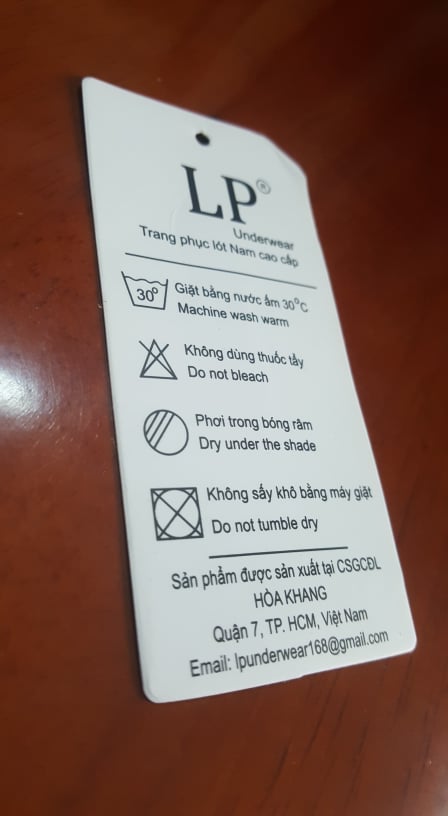 LP®
Underwear
Trang phục lót Nam cao cấp
30°
Giặt bằng nước ấm 30°C
Machine wash warm
Không dùng thuốc tẩy
Do not bleach
Phơi trong bóng râm
Dry under the shade
Không sấy khô bằng máy giặt
Do not tumble dry
Sản phẩm được sản xuất tại CSGCĐL
HÒA KHANG
Quận 7, TP. HCM, Việt Nam
Email: lpunderwear168@gmail.com